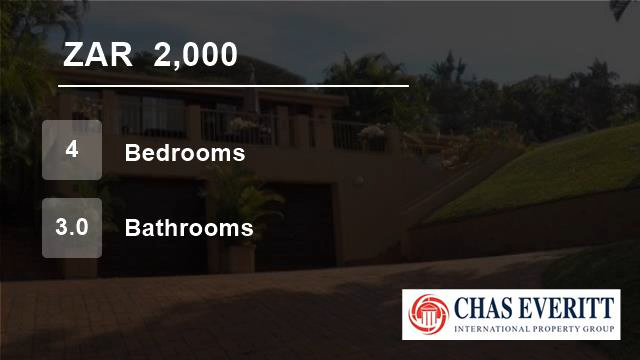 ZAR 2,000
4 Bedrooms
3.0 Bathrooms
CHAS EVERITT
INTERNATIONAL PROPERTY GROUP